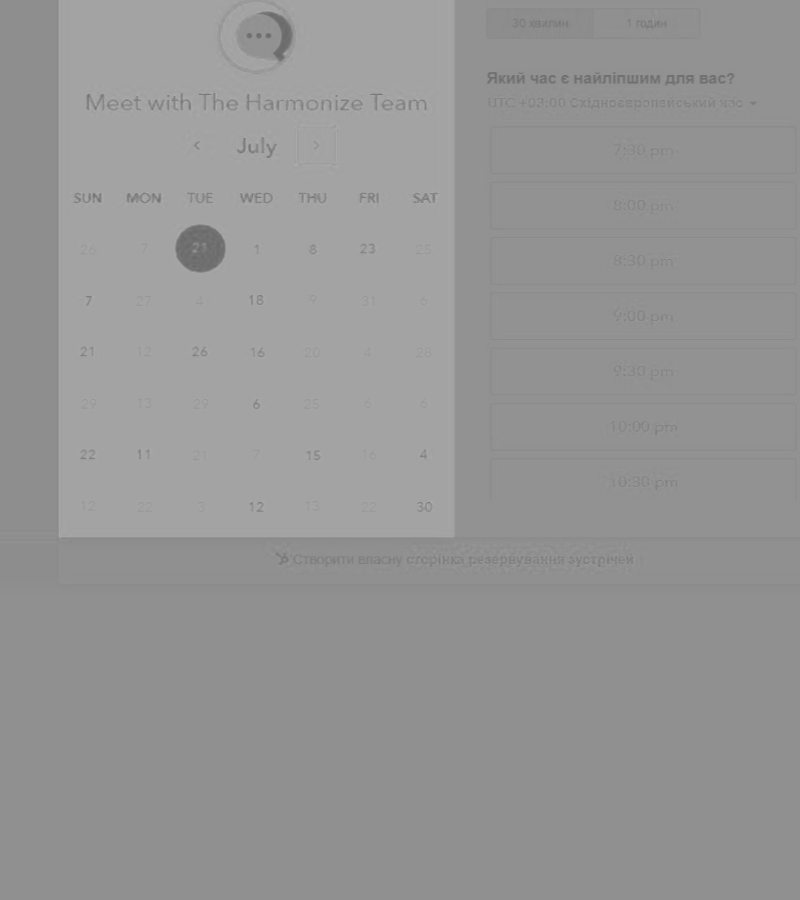 30 хвилин 1 годин
Meet with The Harmonize Team
Який час є найліпшим для вас?
UTC +03:00 Східноєвропейський час
July
7:30 pm
SUN MON TUE WED THU FRI SAT
8:00 pm
26 7 21 1 8 23 25
8:30 pm
7 27 4 18 9 31 6
9:00 pm
21 12 26 16 20 4 26
9:30 pm
29 13 29 6 25 6 6
10:00 pm
22 11 21 7 15 16 4
10:30 pm
12 22 3 12 13 22 30
Створити власну сторінка резервування зустрічей